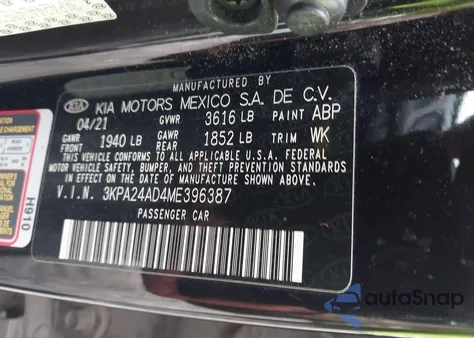 MANUFACTURED BY
KIA KIA MOTORS MEXICO S.A. DE C.V.
04/21 GVWR 3616 LB PAINT ABP
GAWR FRONT 1940 LB GAWR REAR 1852 LB TRIM WK
THIS VEHICLE CONFORMS TO ALL APPLICABLE U.S.A. FEDERAL
MOTOR VEHICLE SAFETY, BUMPER, AND THEFT PREVENTION STANDARDS
IN EFFECT ON THE DATE OF MANUFACTURE SHOWN ABOVE.
V.I.N. 3KPA24AD4ME396387
PASSENGER CAR
H910
autoSnap